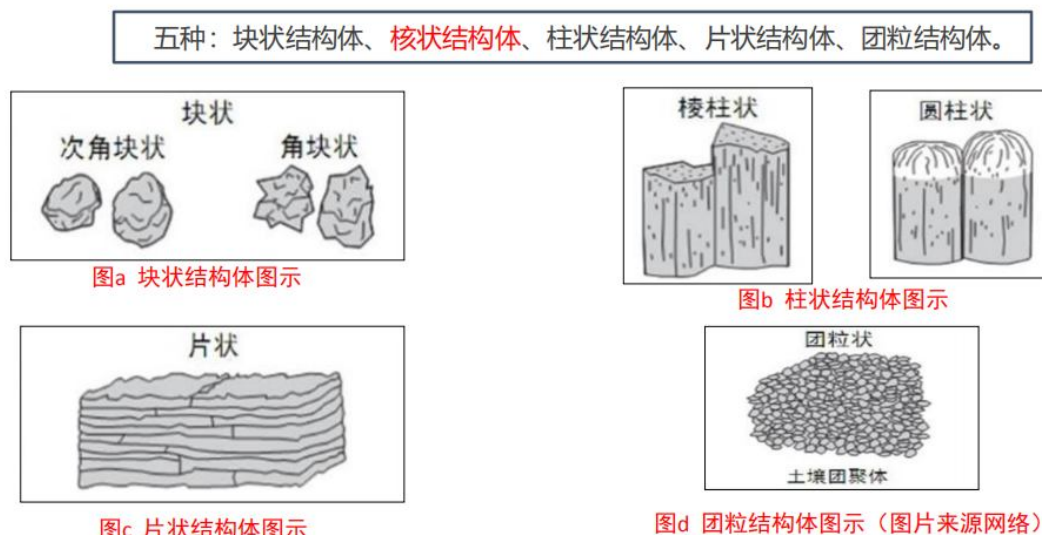 五种：块状结构体、核状结构体、柱状结构体、片状结构体、团粒结构体。
块状
次角块状 角块状
图a 块状结构体图示
棱柱状
圆柱状
图b 柱状结构体图示
片状
图c 片状结构体图示
团粒状
土壤团聚体
图d 团粒结构体图示（图片来源网络）